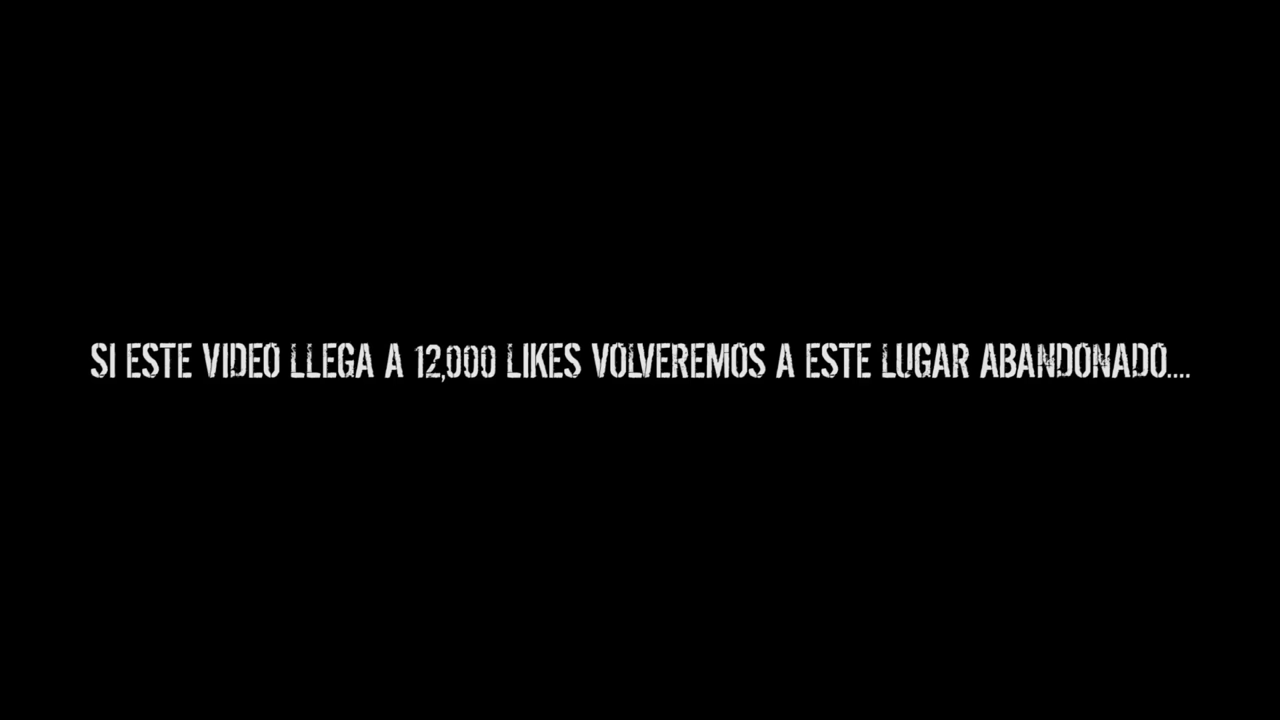 SI ESTE VIDEO LLEGA A 12,000 LIKES VOLVEREMOS A ESTE LUGAR ABANDONADO....